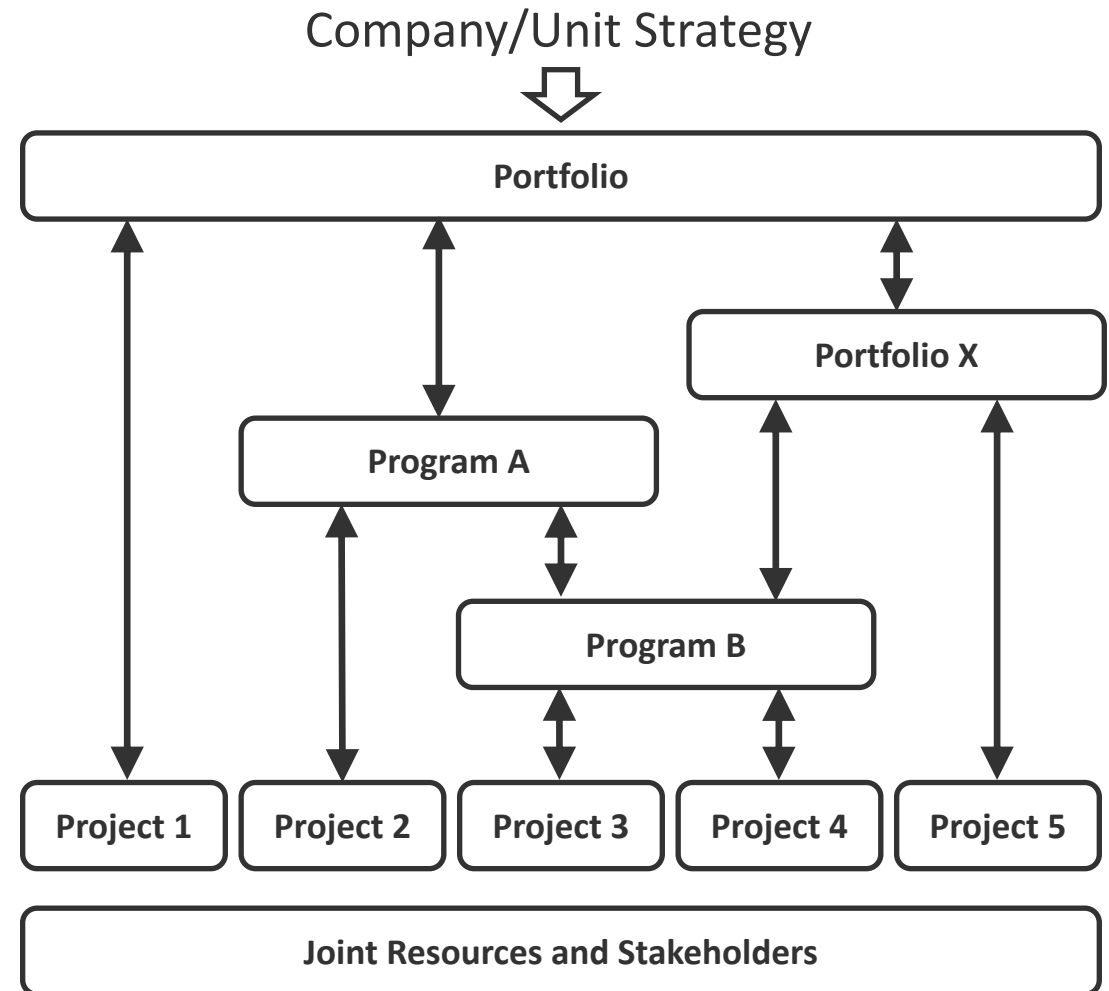 Company/Unit Strategy
Portfolio
Portfolio X
Program A
Program B
Project 1
Project 2
Project 3
Project 4
Project 5
Joint Resources and Stakeholders